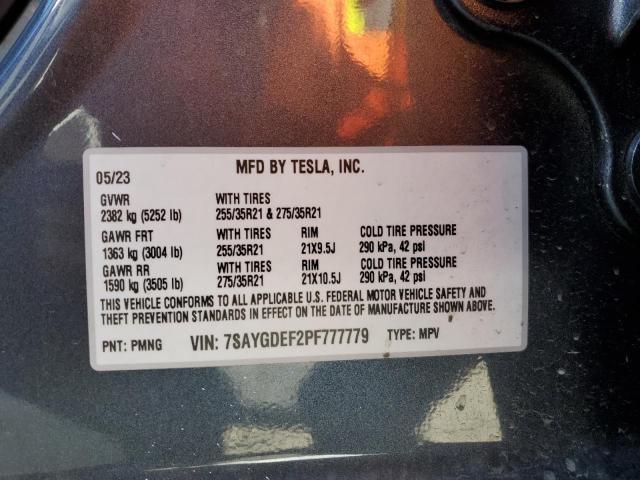 MFD BY TESLA, INC.
05/23
GVWR WITH TIRES
2382 kg (5252 lb) 255/35R21 & 275/35R21
GAWR FRT WITH TIRES RIM COLD TIRE PRESSURE
1363 kg (3004 lb) 255/35R21 21X9.5J 290 kPa, 42 psi
GAWR RR WITH TIRES RIM COLD TIRE PRESSURE
1590 kg (3505 lb) 275/35R21 21X10.5J 290 kPa, 42 psi
THIS VEHICLE CONFORMS TO ALL APPLICABLE U.S. FEDERAL MOTOR VEHICLE SAFETY AND
THEFT PREVENTION STANDARDS IN EFFECT ON THE DATE OF MANUFACTURE SHOWN ABOVE.
PNT: PMNG VIN: 7SAYGDEF2PF777779 TYPE: MPV